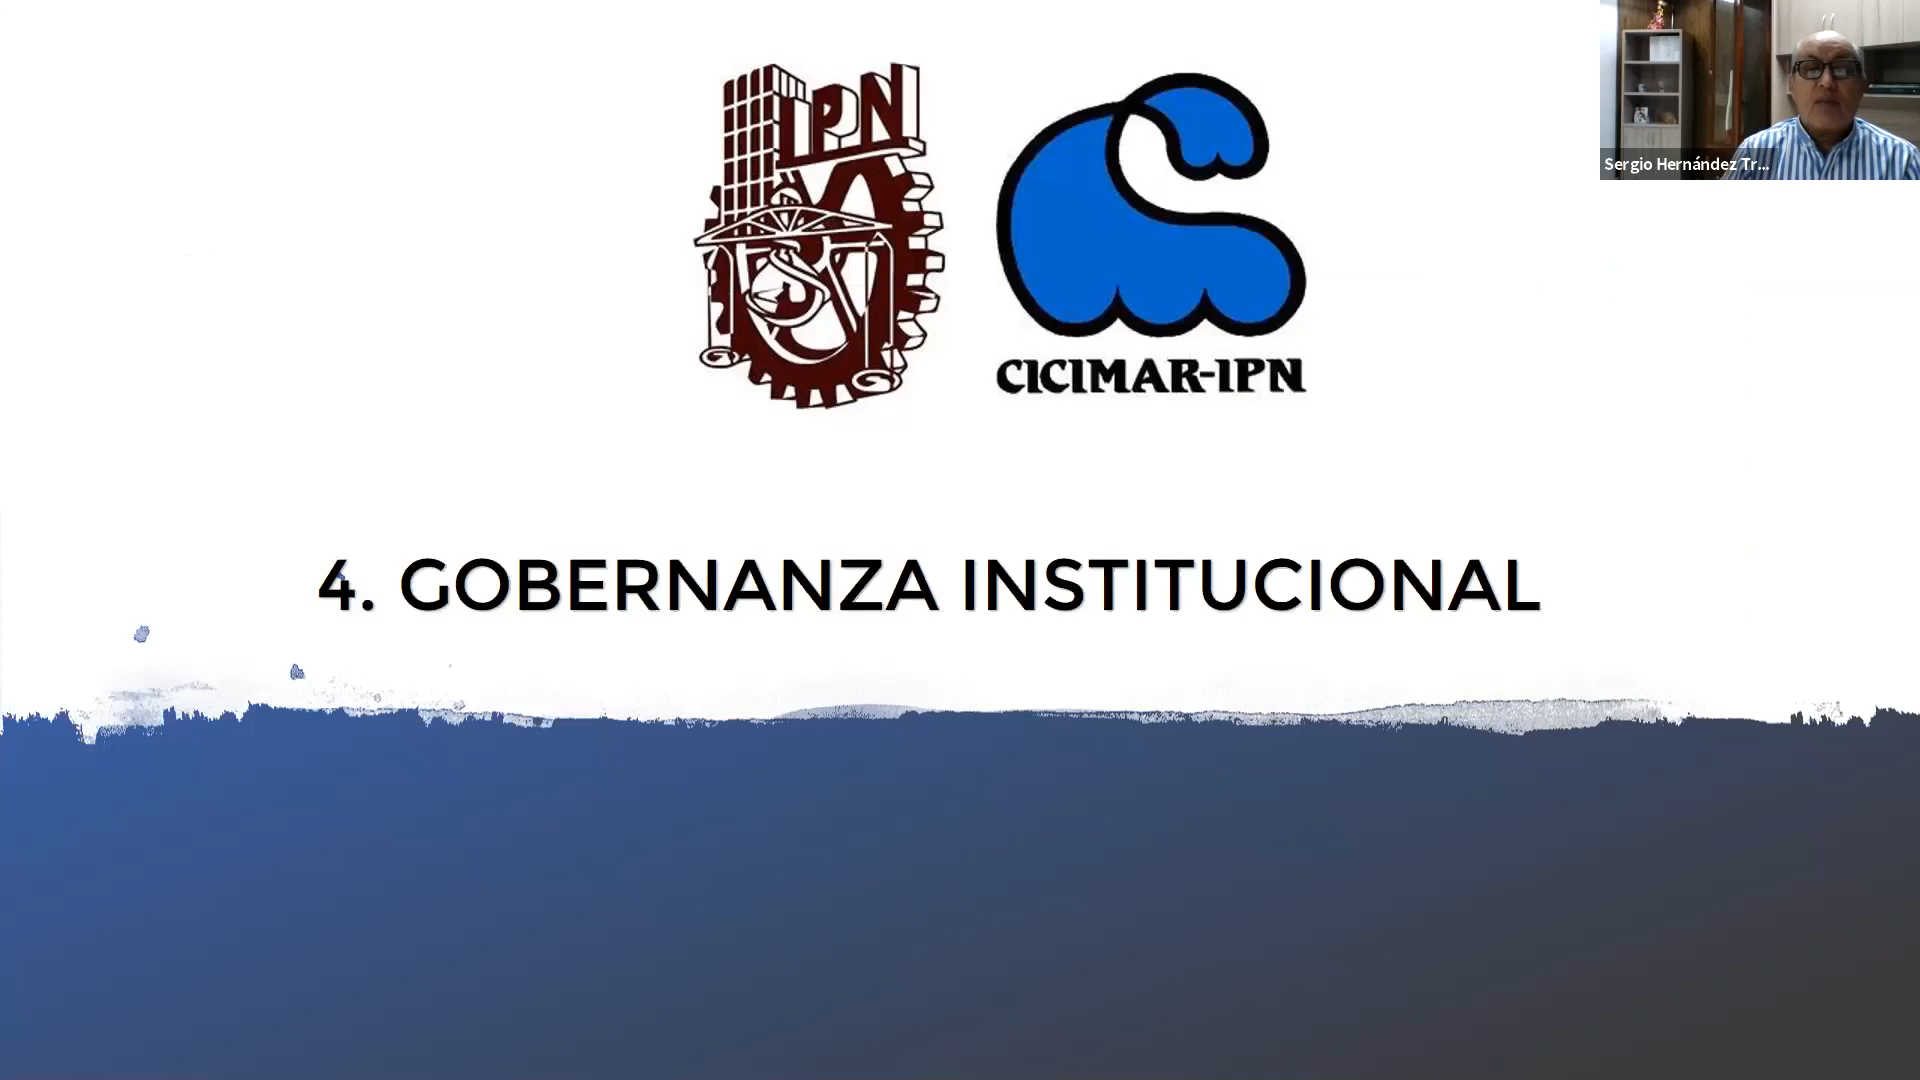 IPN
Sergio Hernández Tr...
CICIMAR-IPN
4. GOBERNANZA INSTITUCIONAL